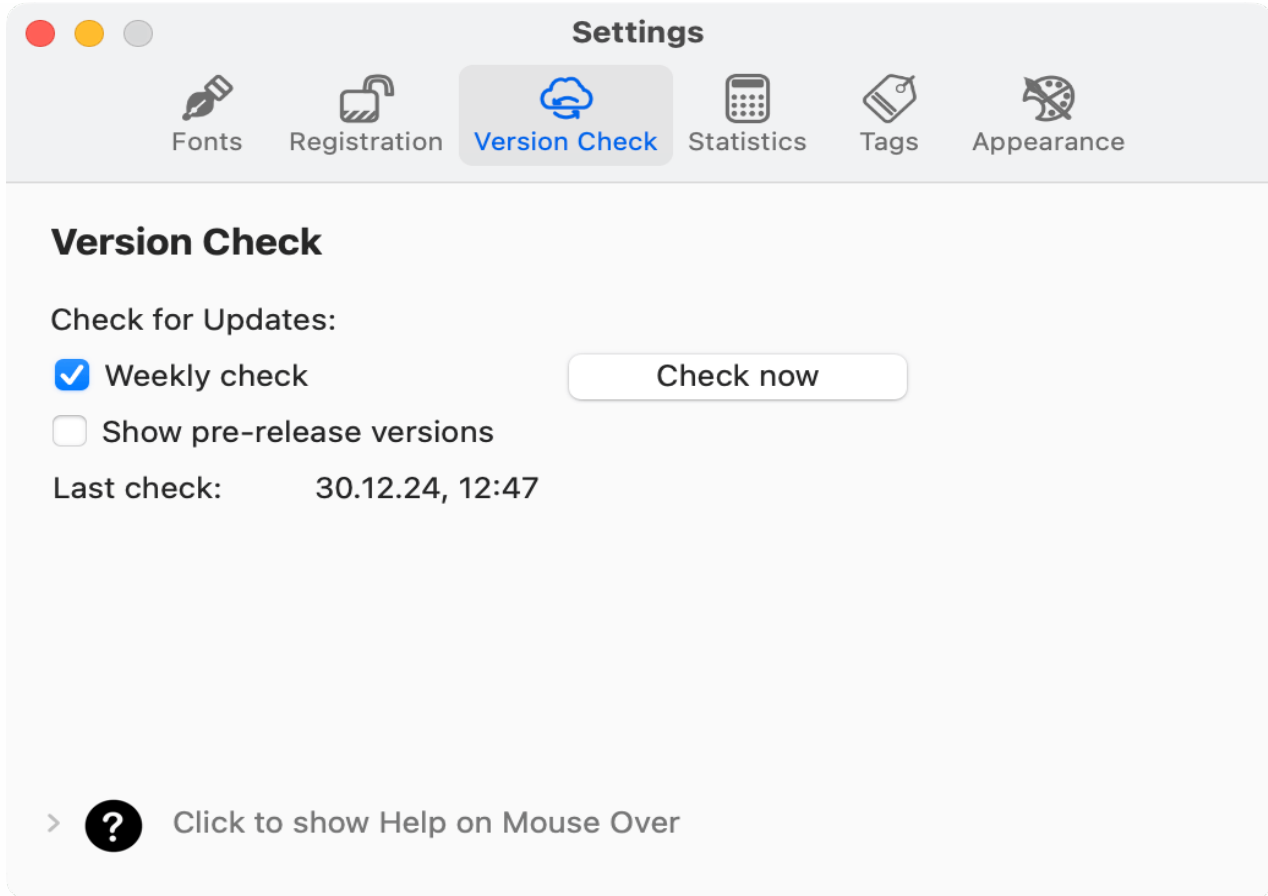 Settings
Fonts Registration Version Check Statistics Tags Appearance
Version Check
Check for Updates:
Weekly check Check now
Show pre-release versions
Last check: 30.12.24, 12:47
? Click to show Help on Mouse Over